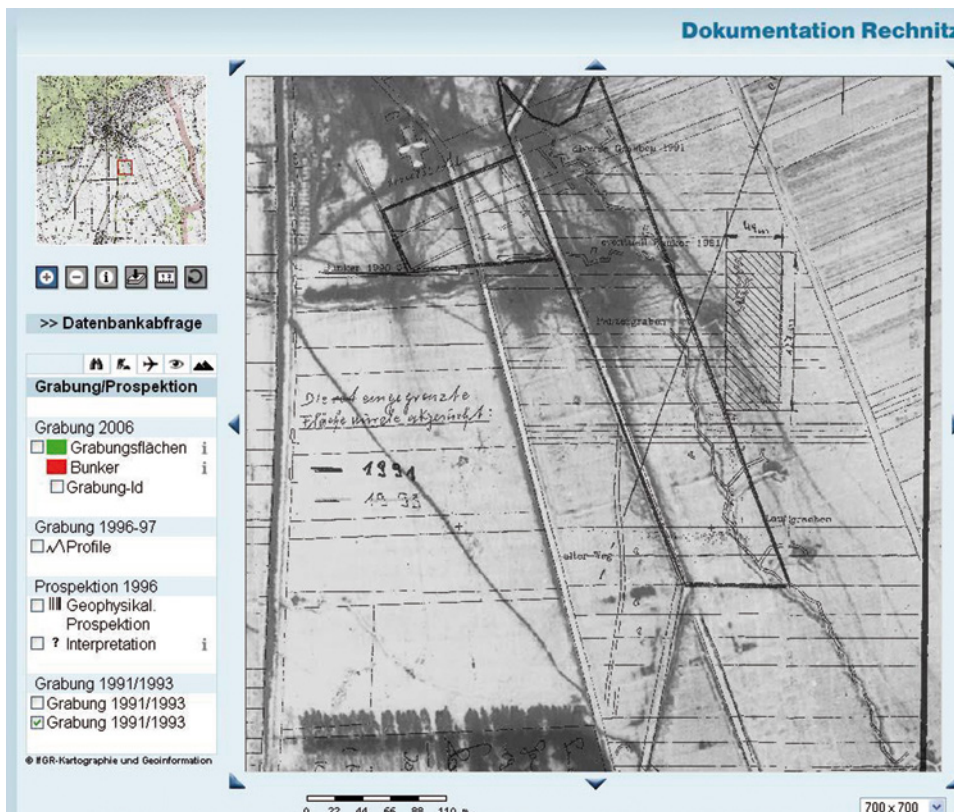 Dokumentation Rechnitz
>> Datenbankabfrage
Grabung/Prospektion
Grabung 2006
Grabungsflächen i
Bunker i
Grabung-Id
Grabung 1996-97
Profile
Prospektion 1996
Geophysikal.
Prospektion
? Interpretation i
Grabung 1991/1993
Grabung 1991/1993
Grabung 1991/1993
© IfGR-Kartographie und Geoinformation
diverse 1991
1991
Bunker 1990
Panzergraben
Die rot eingegrenzte
Fläche wurde abgesucht:
1991
1993
alter Weg
Laufgraben
0 22 44 66 88 110
700 x 700